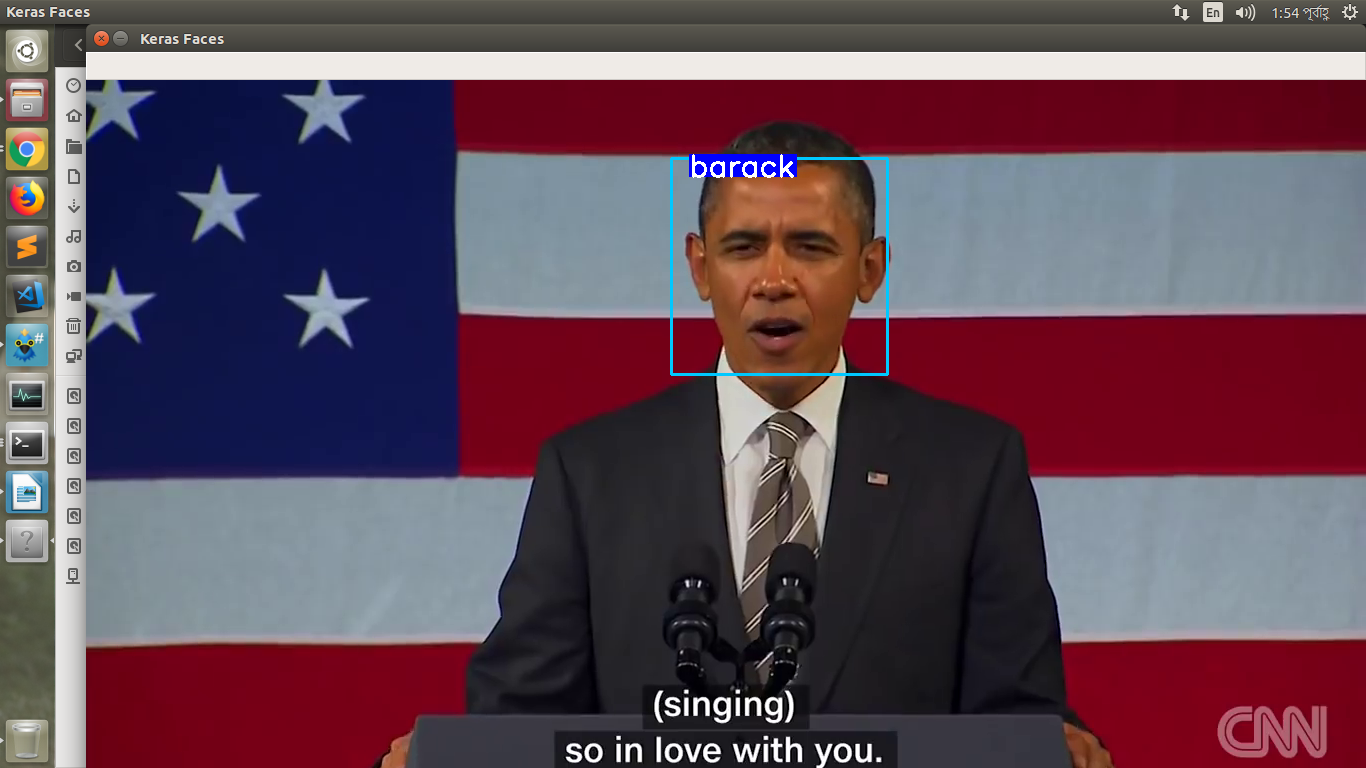 Keras Faces
En
1:54 পূর্বাহ্ণ
Keras Faces
barack
(singing)
so in love with you.
CNN